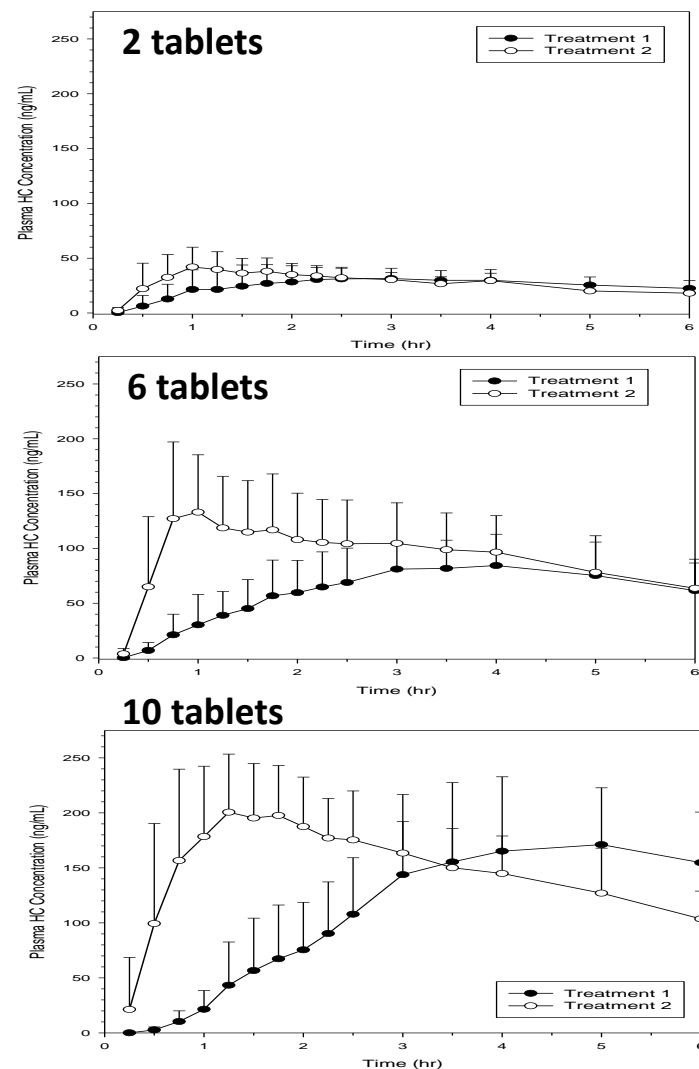 2 tablets
250
200
150
100
50
0
Plasma HC Concentration (ng/mL)
Treatment 1
Treatment 2
0 1 2 3 4 5 6
Time (hr)
6 tablets
250
200
150
100
50
0
Plasma HC Concentration (ng/mL)
Treatment 1
Treatment 2
0 1 2 3 4 5 6
Time (hr)
10 tablets
250
200
150
100
50
0
Plasma HC Concentration (ng/mL)
Treatment 1
Treatment 2
0 1 2 3 4 5 6
Time (hr)